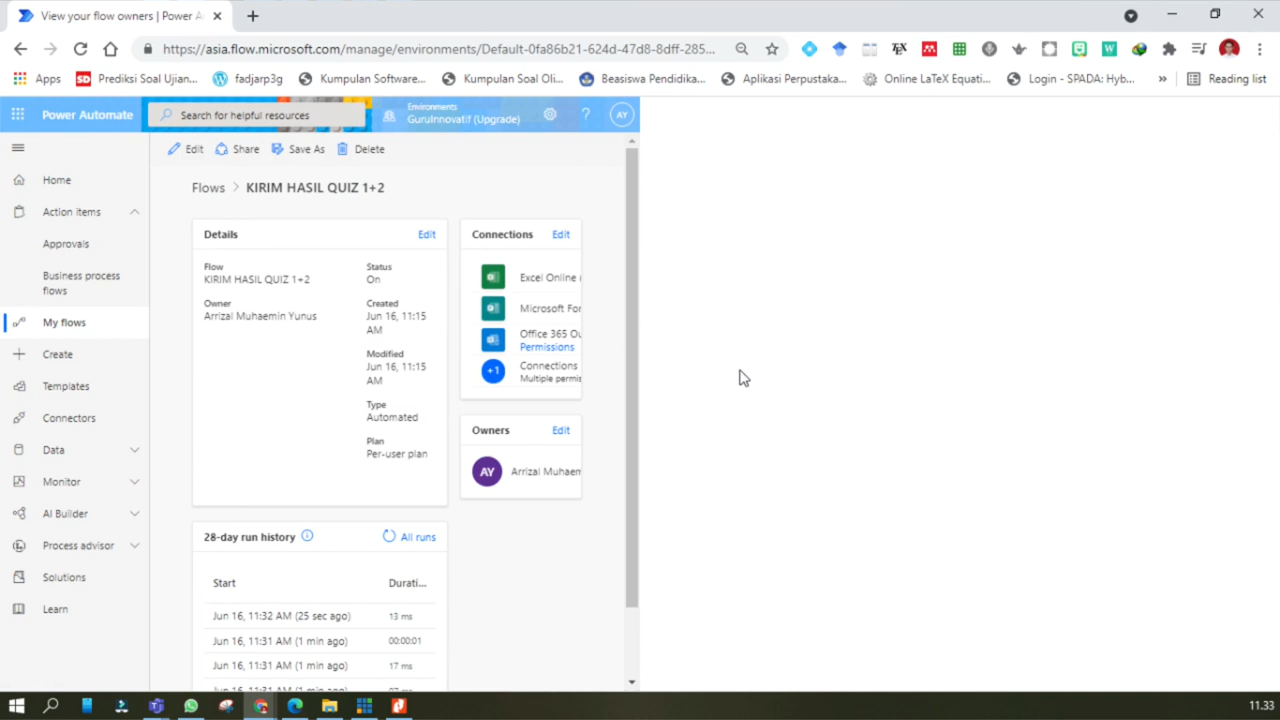 View your flow owners | Power A
https://asia.flow.microsoft.com/manage/environments/Default-0fa86b21-624d-47d8-8dff-285...
Apps
Prediksi Soal Ujian...
fadjarp3g
Kumpulan Software...
Kumpulan Soal Oli...
Beasiswa Pendidika...
Aplikasi Perpustaka...
Online LaTeX Equati...
Login - SPADA: Hyb...
»
Reading list
Power Automate
Search for helpful resources
Environments
GuruInnovatif (Upgrade)
?
AY
Edit
Share
Save As
Delete
Home
Action items
Approvals
Business process
flows
My flows
Create
Templates
Connectors
Data
Monitor
AI Builder
Process advisor
Solutions
Learn
Flows > KIRIM HASIL QUIZ 1+2
Details
Edit
Flow
KIRIM HASIL QUIZ 1+2
Owner
Arrizal Muhaemin Yunus
Status
On
Created
Jun 16, 11:15
AM
Modified
Jun 16, 11:15
AM
Type
Automated
Plan
Per-user plan
Connections
Edit
Excel Online
Microsoft For
Office 365 Ou
Permissions
+1
Connections
Multiple permis
Owners
Edit
AY
Arrizal Muhaem
28-day run history
All runs
Start
Durati...
Jun 16, 11:32 AM (25 sec ago)
13 ms
Jun 16, 11:31 AM (1 min ago)
00:00:01
Jun 16, 11:31 AM (1 min ago)
17 ms
Jun 16, 11:31 AM (1 min ago)
11.33